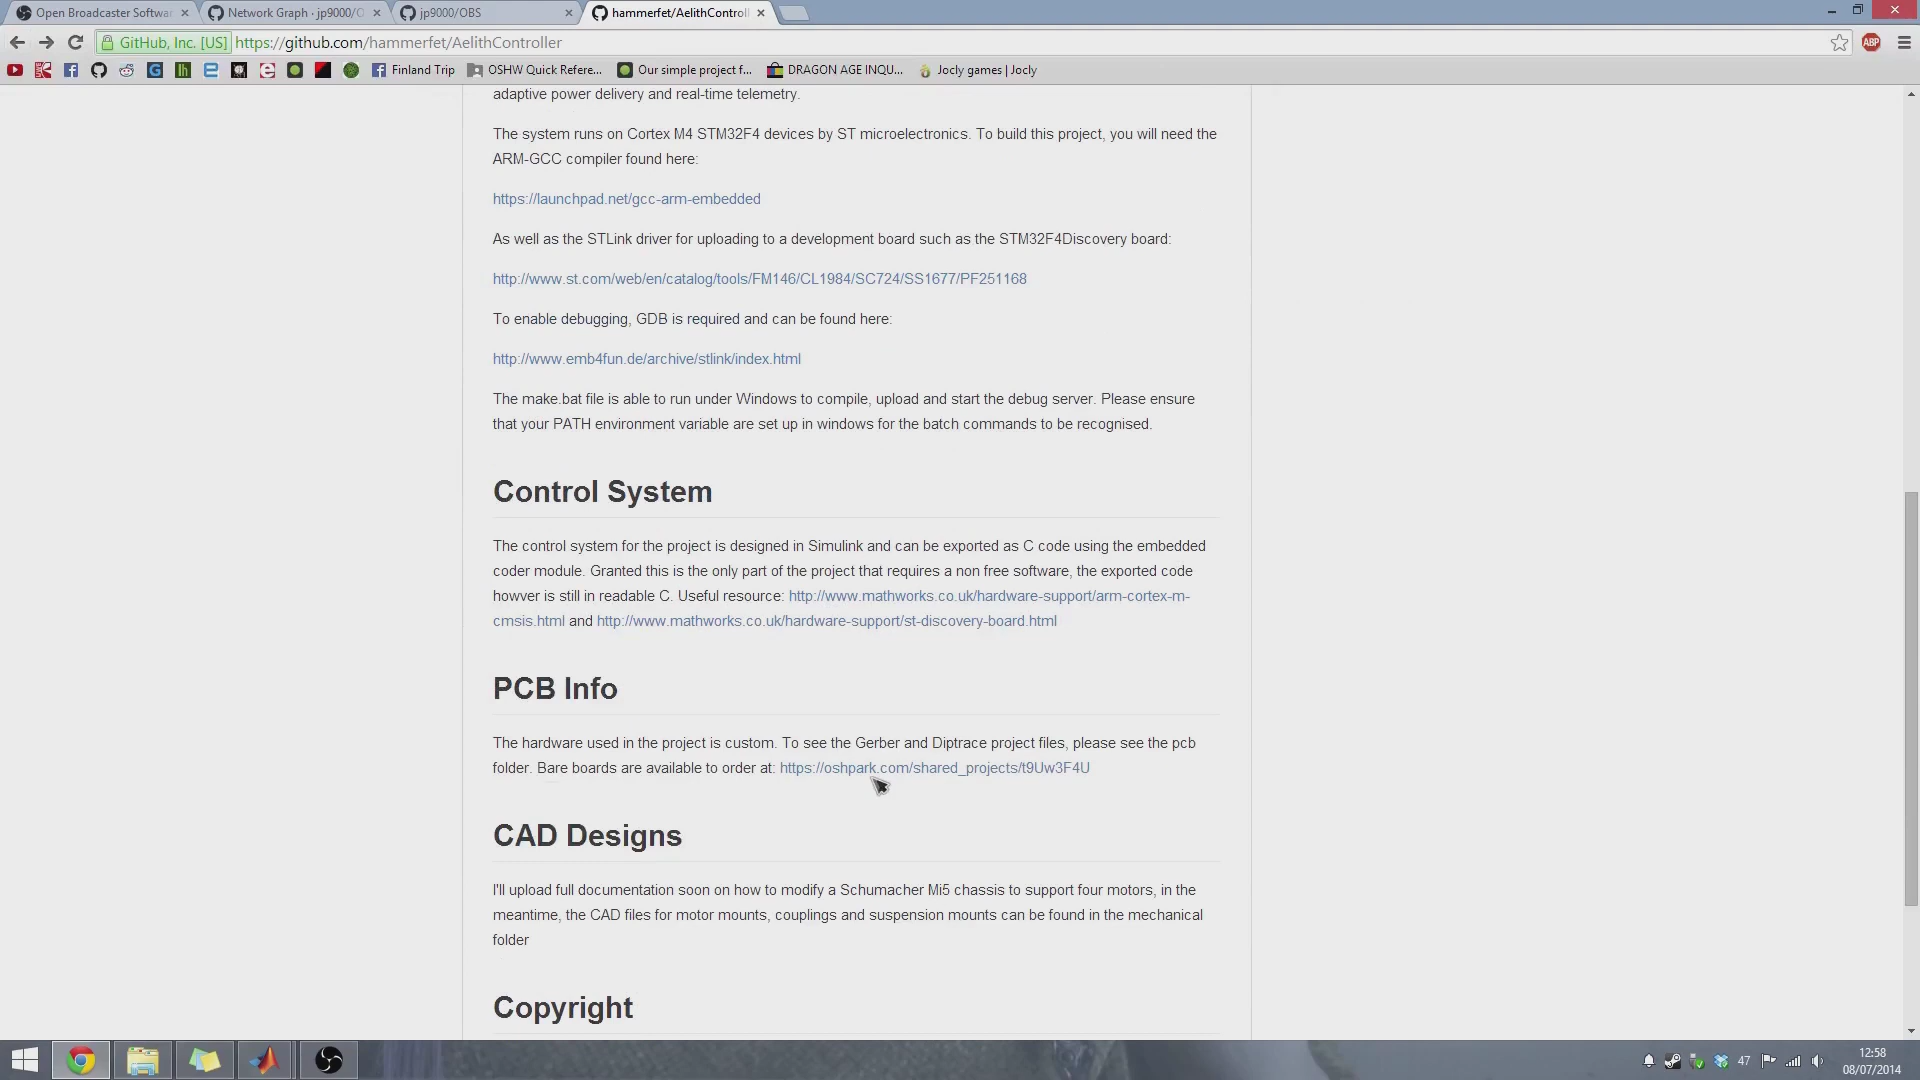 Open Broadcaster Softwa
Network Graph · jp9000/O
jp9000/OBS
hammerfet/AelithControll
GitHub, Inc. [US]
https://github.com/hammerfet/AelithController
ABP
Finland Trip
OSHW Quick Refere...
Our simple project f...
DRAGON AGE INQU...
Jocly games | Jocly
adaptive power delivery and real-time telemetry.
The system runs on Cortex M4 STM32F4 devices by ST microelectronics. To build this project, you will need the
ARM-GCC compiler found here:
https://launchpad.net/gcc-arm-embedded
As well as the STLink driver for uploading to a development board such as the STM32F4Discovery board:
http://www.st.com/web/en/catalog/tools/FM146/CL1984/SC724/SS1677/PF251168
To enable debugging, GDB is required and can be found here:
http://www.emb4fun.de/archive/stlink/index.html
The make.bat file is able to run under Windows to compile, upload and start the debug server. Please ensure
that your PATH environment variable are set up in windows for the batch commands to be recognised.
Control System
The control system for the project is designed in Simulink and can be exported as C code using the embedded
coder module. Granted this is the only part of the project that requires a non free software, the exported code
howver is still in readable C. Useful resource: http://www.mathworks.co.uk/hardware-support/arm-cortex-m-
cmsis.html and http://www.mathworks.co.uk/hardware-support/st-discovery-board.html
PCB Info
The hardware used in the project is custom. To see the Gerber and Diptrace project files, please see the pcb
folder. Bare boards are available to order at: https://oshpark.com/shared_projects/t9Uw3F4U
CAD Designs
I'll upload full documentation soon on how to modify a Schumacher Mi5 chassis to support four motors, in the
meantime, the CAD files for motor mounts, couplings and suspension mounts can be found in the mechanical
folder
Copyright
47
12:58
08/07/2014